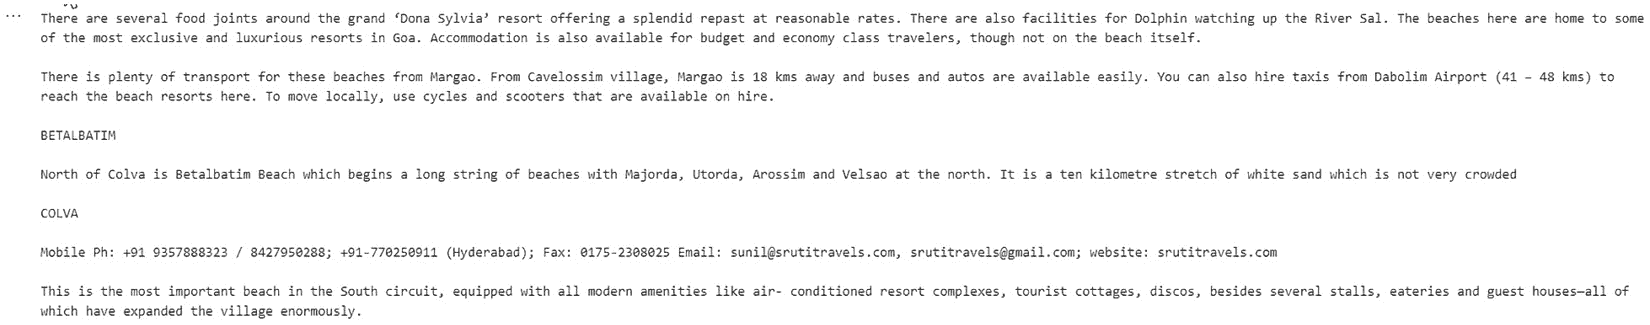 There are several food joints around the grand ‘Dona Sylvia’ resort offering a splendid repast at reasonable rates. There are also facilities for Dolphin watching up the River Sal. The beaches here are home to some
of the most exclusive and luxurious resorts in Goa. Accommodation is also available for budget and economy class travelers, though not on the beach itself.
There is plenty of transport for these beaches from Margao. From Cavelossim village, Margao is 18 kms away and buses and autos are available easily. You can also hire taxis from Dabolim Airport (41 – 48 kms) to
reach the beach resorts here. To move locally, use cycles and scooters that are available on hire.
BETALBATIM
North of Colva is Betalbatim Beach which begins a long string of beaches with Majorda, Utorda, Arossim and Velsao at the north. It is a ten kilometre stretch of white sand which is not very crowded
COLVA
Mobile Ph: +91 9357888323 / 8427950288; +91-770250911 (Hyderabad); Fax: 0175-2308025 Email: sunil@srutitravels.com, srutitravels@gmail.com; website: srutitravels.com
This is the most important beach in the South circuit, equipped with all modern amenities like air- conditioned resort complexes, tourist cottages, discos, besides several stalls, eateries and guest houses—all of
which have expanded the village enormously.